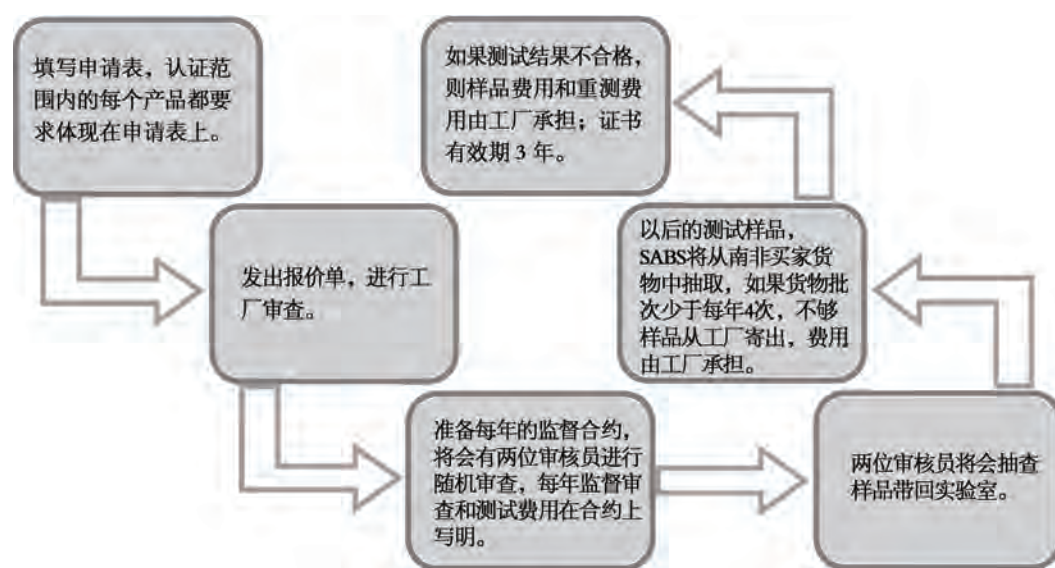 填写申请表，认证范
围内的每个产品都要
求体现在申请表上。
发出报价单，进行工
厂审查。
准备每年的监督合约，
将会有两位审核员进行
随机审查，每年监督审
查和测试费用在合约上
写明。
两位审核员将会抽查
样品带回实验室。
以后的测试样品，
SABS将从南非买家货
物中抽取，如果货物批
次少于每年4次，不够
样品从工厂寄出，费用
由工厂承担。
如果测试结果不合格，
则样品费用和重测费
用由工厂承担；证书
有效期 3 年。